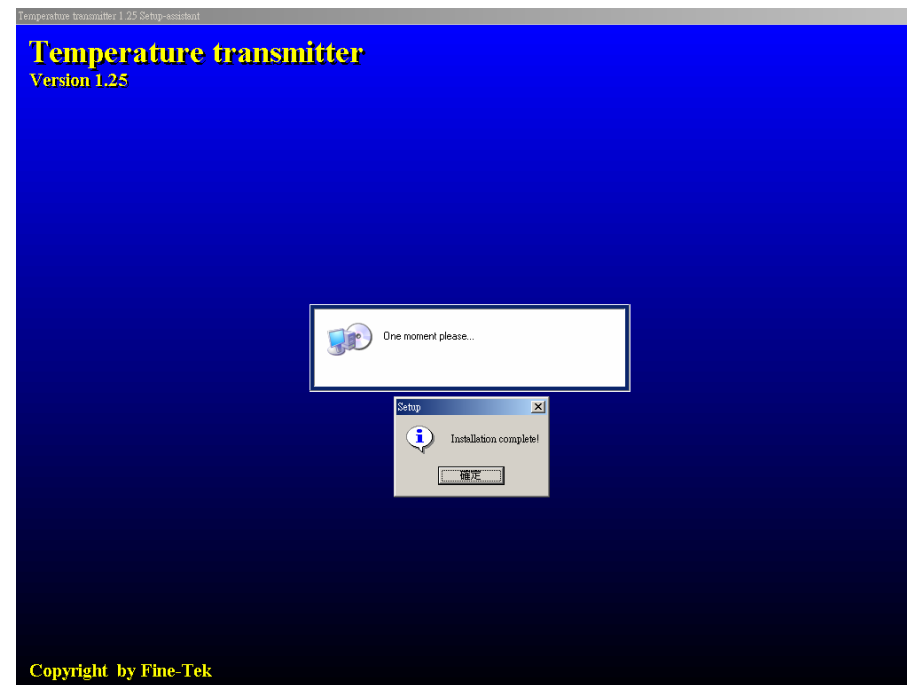 Temperature transmitter 1.25 Setup-assistant
Temperature transmitter
Version 1.25
One moment please...
Setup
Installation complete!
確定
Copyright by Fine-Tek